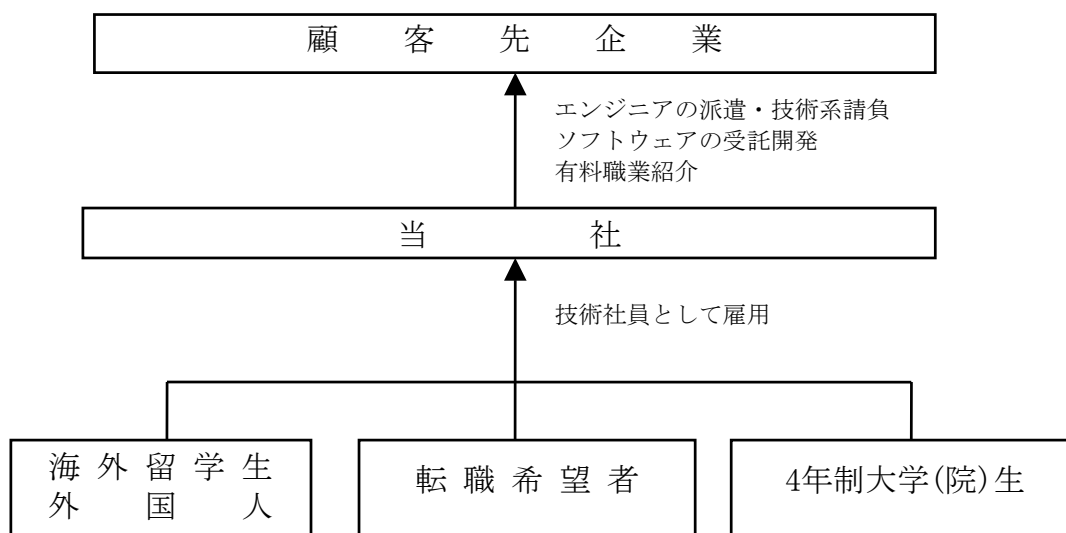 顧客先企業
エンジニアの派遣・技術系請負
ソフトウェアの受託開発
有料職業紹介
当社
技術社員として雇用
海外留学生
外国人
転職希望者
4年制大学(院)生